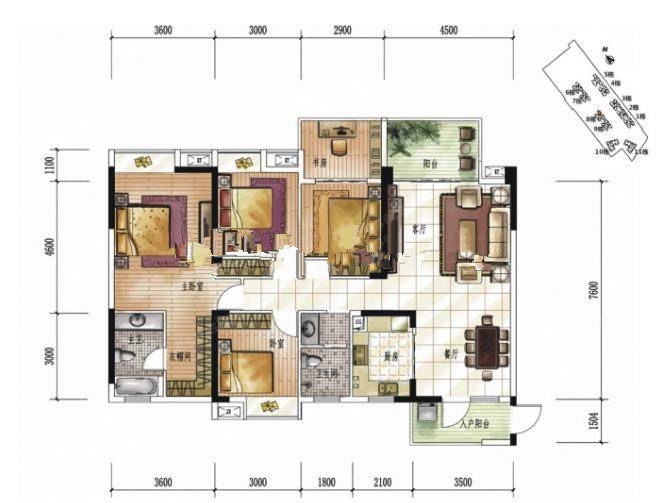 3600
3000
2900
4500
N
5栋
4栋
6栋
7栋
3栋
2栋
1栋
8栋
9栋
10栋
11栋
1100
4600
3000
7600
1504
书房
阳台
客厅
主卧室
主卫
衣帽间
卧室
卫生间
厨房
餐厅
入户阳台
3600
3000
1800
2100
3500